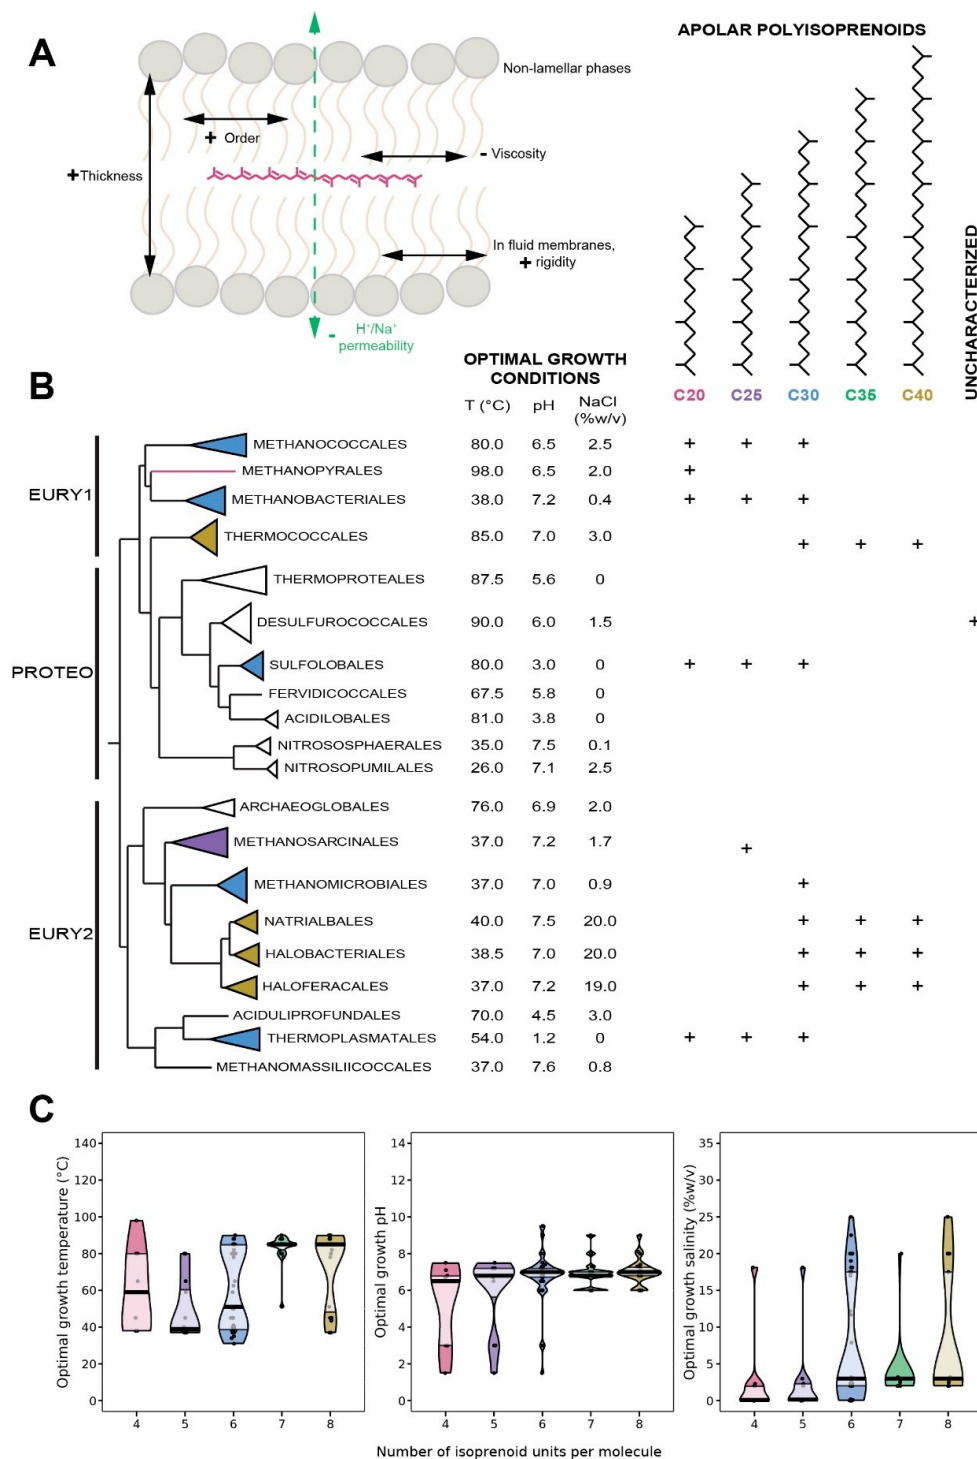 A
Non-lamellar phases
+ Order
- Viscosity
+ Thickness
In fluid membranes,
+ rigidity
- H⁺/Na⁺
permeability
APOLAR POLYISOPRENOIDS
UNCHARACTERIZED
B
OPTIMAL GROWTH
CONDITIONS
T (°C) pH NaCl
(%w/v)
C20 C25 C30 C35 C40
EURY1
METHANOCOCCALES 80.0 6.5 2.5 + + +
METHANOPYRALES 98.0 6.5 2.0 +
METHANOBACTERIALES 38.0 7.2 0.4 + + +
THERMOCOCCALES 85.0 7.0 3.0 + + +
PROTEO
THERMOPROTEALES 87.5 5.6 0
DESULFUROCOCCALES 90.0 6.0 1.5 +
SULFOLOBALES 80.0 3.0 0 + + +
FERVIDICOCCALES 67.5 5.8 0
ACIDILOBALES 81.0 3.8 0
NITROSOSPHAERALES 35.0 7.5 0.1
NITROSOPUMILALES 26.0 7.1 2.5
EURY2
ARCHAEOGLOBALES 76.0 6.9 2.0
METHANOSARCINALES 37.0 7.2 1.7 +
METHANOMICROBIALES 37.0 7.0 0.9 +
NATRIALBALES 40.0 7.5 20.0 + + +
HALOBACTERIALES 38.5 7.0 20.0 + + +
HALOFERACALES 37.0 7.2 19.0 + + +
ACIDULIPROFUNDALES 70.0 4.5 3.0
THERMOPLASMATALES 54.0 1.2 0 + + +
METHANOMASSILIICOCCALES 37.0 7.6 0.8
C
Optimal growth temperature (°C)
140
120
100
80
60
40
20
0
4 5 6 7 8
Optimal growth pH
14
12
10
8
6
4
2
0
4 5 6 7 8
Optimal growth salinity (%w/v)
35
30
25
20
15
10
5
0
4 5 6 7 8
Number of isoprenoid units per molecule